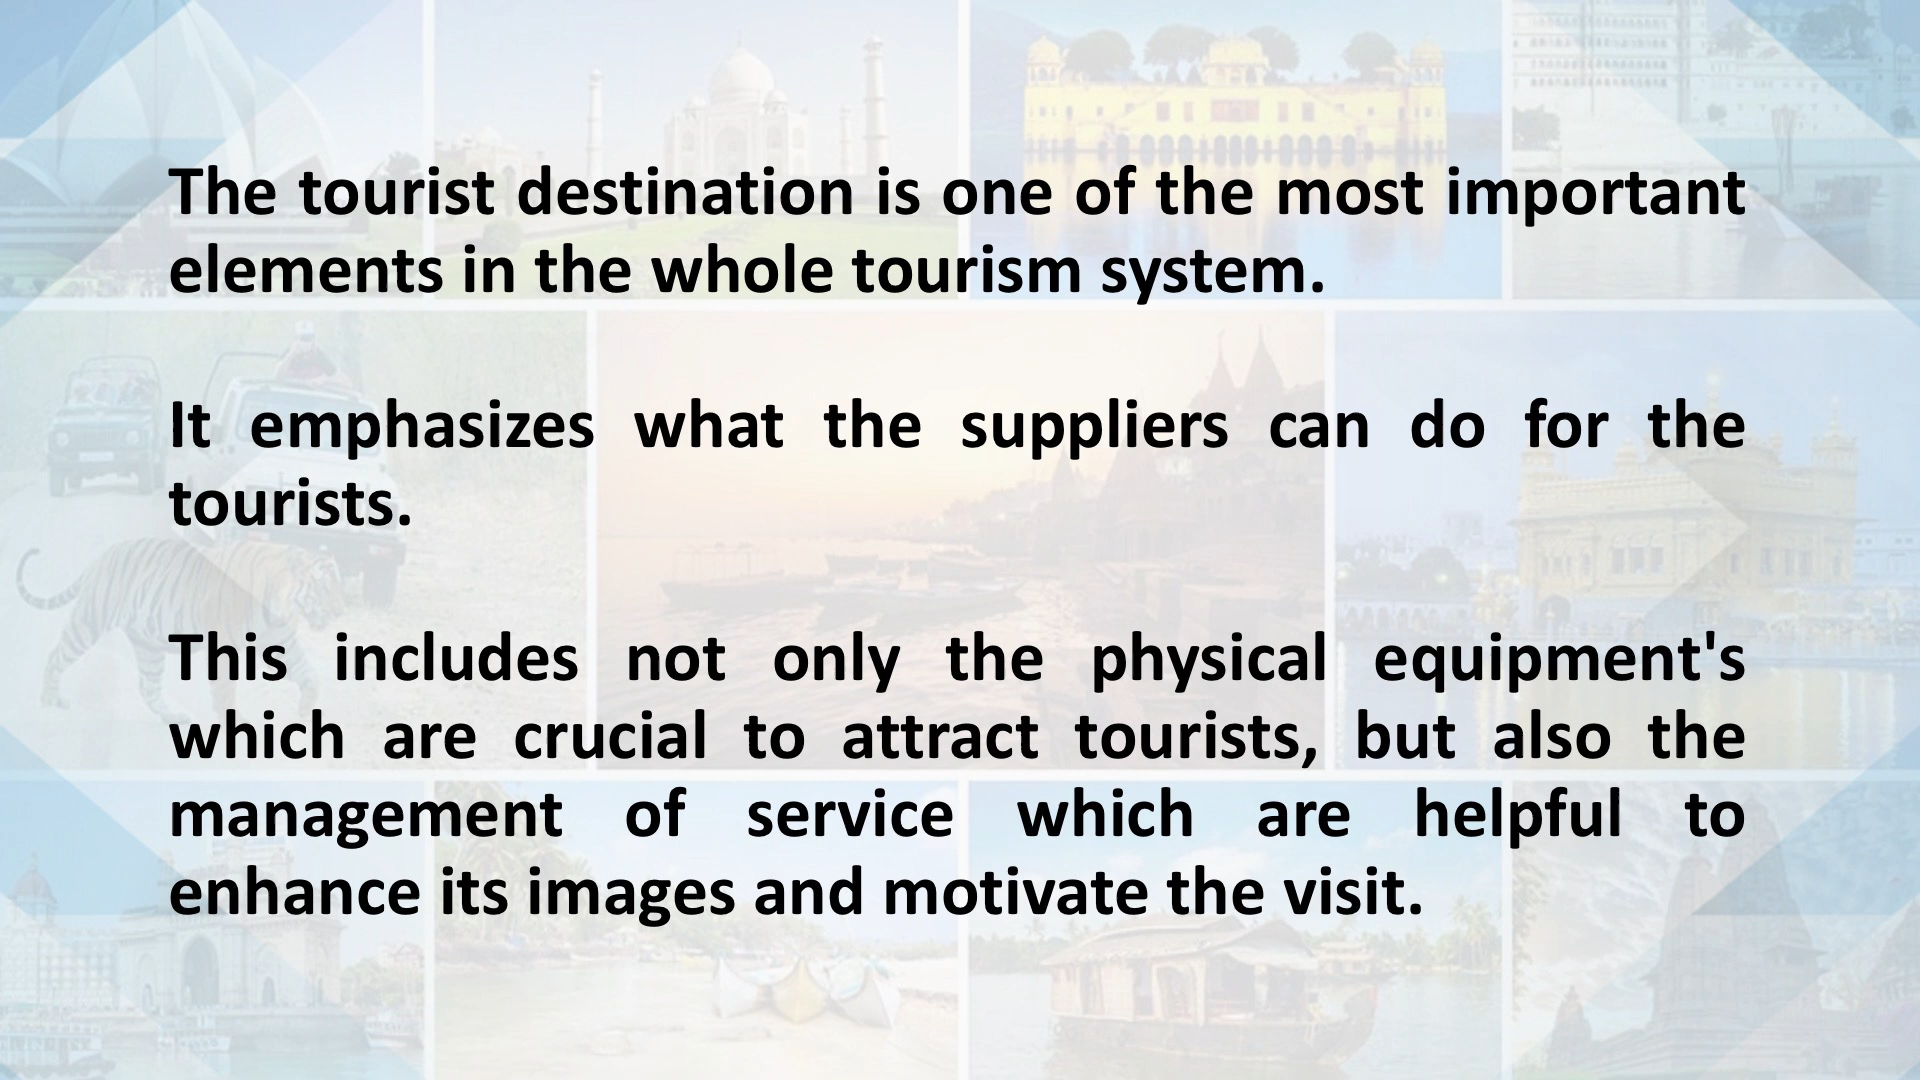 The tourist destination is one of the most important
elements in the whole tourism system.
It emphasizes what the suppliers can do for the
tourists.
This includes not only the physical equipment's
which are crucial to attract tourists, but also the
management of service which are helpful to
enhance its images and motivate the visit.